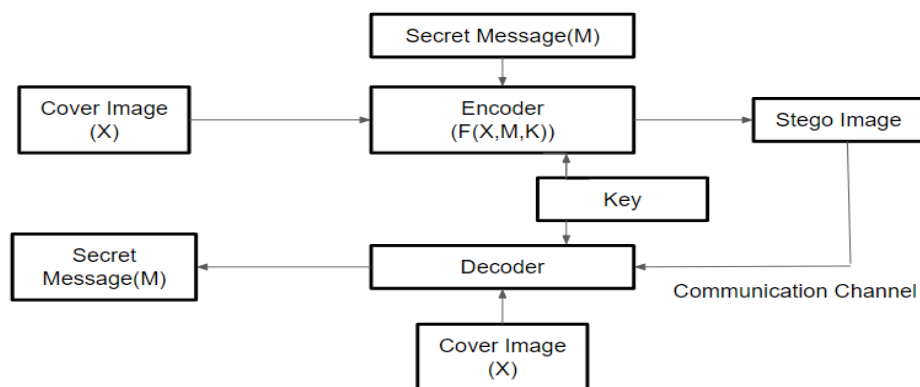 Secret Message(M)
Cover Image
(X)
Encoder
(F(X,M,K))
Stego Image
Key
Secret
Message(M)
Decoder
Communication Channel
Cover Image
(X)